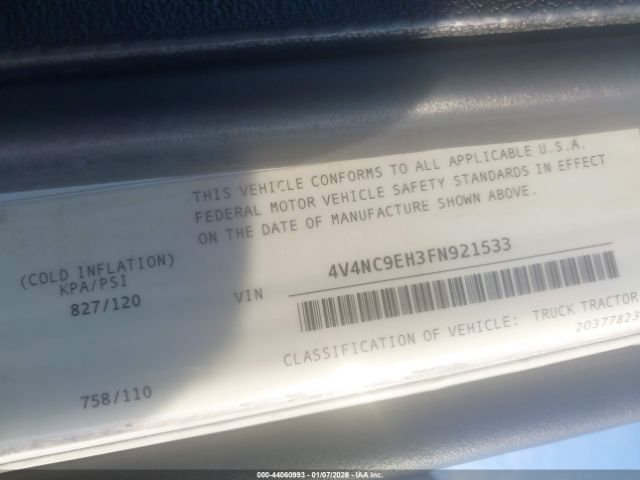 THIS VEHICLE CONFORMS TO ALL APPLICABLE U.S.A.
FEDERAL MOTOR VEHICLE SAFETY STANDARDS IN EFFECT
ON THE DATE OF MANUFACTURE SHOWN ABOVE.
(COLD INFLATION)
KPA/PSI
827/120
VIN
4V4NC9EH3FN921533
CLASSIFICATION OF VEHICLE: TRUCK TRACTOR
20377823
758/110
000-44060993 - 01/07/2026 - IAA Inc.